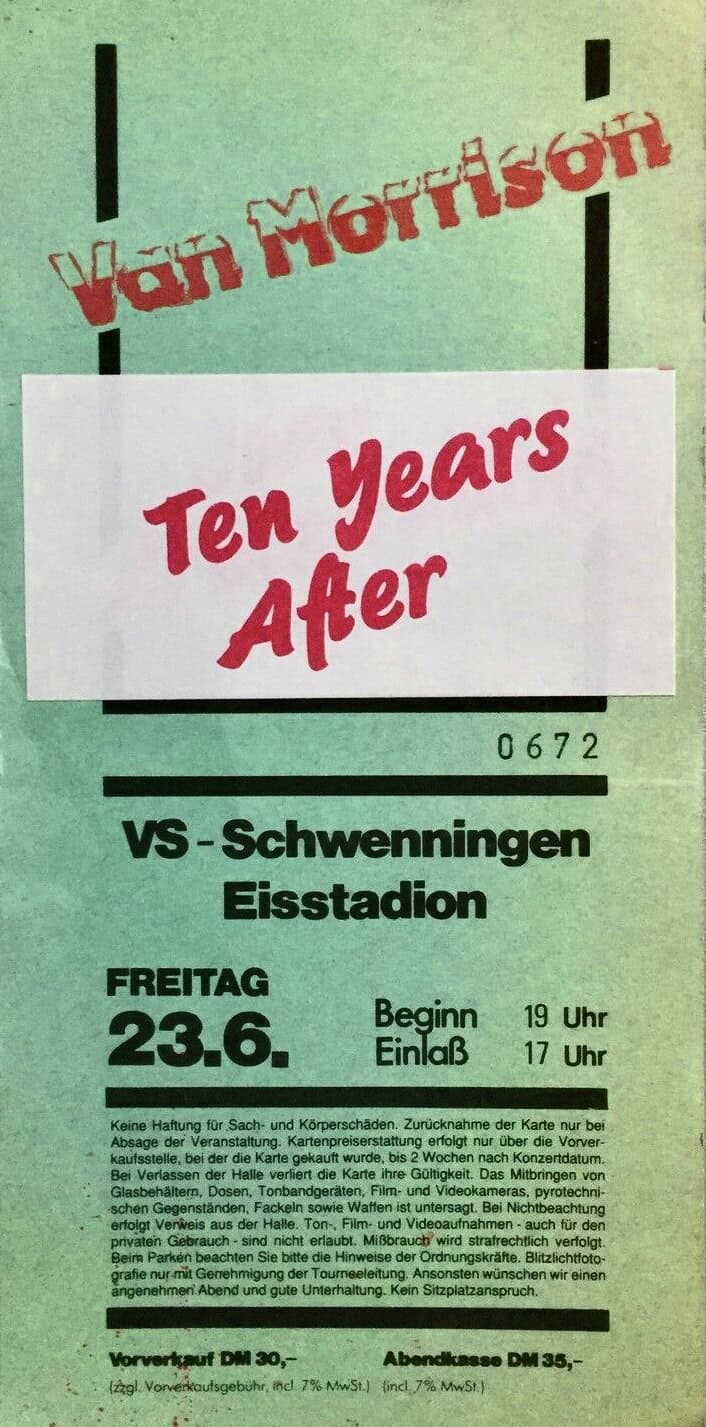 Van Morrison
Ten Years
After
0672
VS - Schwenningen
Eisstadion
FREITAG
23.6.
Beginn 19 Uhr
Einlaß 17 Uhr
Keine Haftung für Sach- und Körperschäden. Zurücknahme der Karte nur bei
Absage der Veranstaltung. Kartenpreiserstattung erfolgt nur über die Vorver-
kaufsstelle, bei der die Karte gekauft wurde, bis 2 Wochen nach Konzertdatum.
Bei Verlassen der Halle verliert die Karte ihre Gültigkeit. Das Mitbringen von
Glasbehältern, Dosen, Tonbandgeräten, Film- und Videokameras, pyrotechni-
schen Gegenständen, Fackeln sowie Waffen ist untersagt. Bei Nichtbeachtung
erfolgt Verweis aus der Halle. Ton-, Film- und Videoaufnahmen - auch für den
privaten Gebrauch - sind nicht erlaubt. Mißbrauch wird strafrechtlich verfolgt.
Beim Parken beachten Sie bitte die Hinweise der Ordnungskräfte. Blitzlichtfoto-
grafie nur mit Genehmigung der Tourneeleitung. Ansonsten wünschen wir einen
angenehmen Abend und gute Unterhaltung. Kein Sitzplatzanspruch.
Vorverkauf DM 30,– Abendkasse DM 35,–
(zzgl. Vorverkaufsgebühr, incl. 7% MwSt.) (incl. 7% MwSt.)